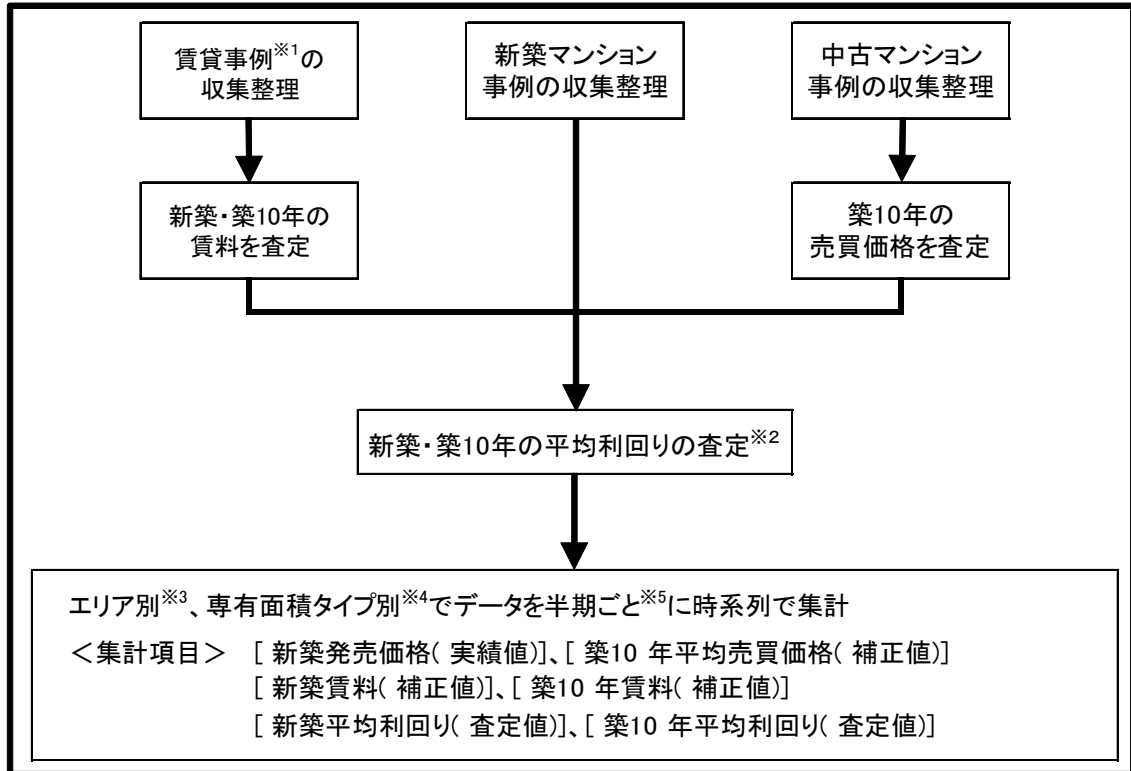 賃貸事例※1の
収集整理
新築マンション
事例の収集整理
中古マンション
事例の収集整理
新築・築10年の
賃料を査定
築10年の
売買価格を査定
新築・築10年の平均利回りの査定※2
エリア別※3、専有面積タイプ別※4でデータを半期ごと※5に時系列で集計
＜集計項目＞ [ 新築発売価格( 実績値)]、[ 築10 年平均売買価格( 補正値)]
[ 新築賃料( 補正値)]、[ 築10 年賃料( 補正値)]
[ 新築平均利回り( 査定値)]、[ 築10 年平均利回り( 査定値)]